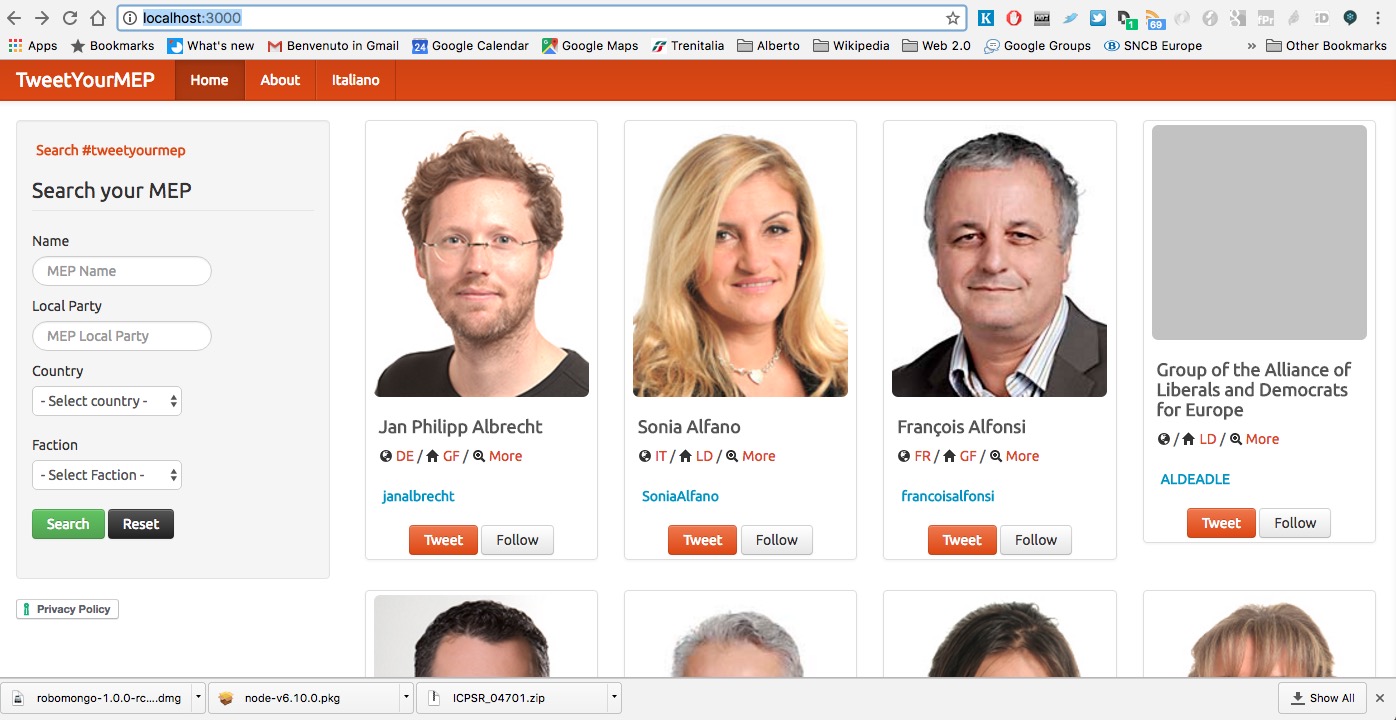 localhost:3000
1
69
Apps Bookmarks What's new Benvenuto in Gmail 24 Google Calendar Google Maps Trenitalia Alberto Wikipedia Web 2.0 Google Groups SNCB Europe » Other Bookmarks
TweetYourMEP Home About Italiano
Search #tweetyourmep
Search your MEP
Name
MEP Name
Local Party
MEP Local Party
Country
- Select country -
Faction
- Select Faction -
Search Reset
Privacy Policy
Jan Philipp Albrecht
DE / GF / More
janalbrecht
Tweet Follow
Sonia Alfano
IT / LD / More
SoniaAlfano
Tweet Follow
François Alfonsi
FR / GF / More
francoisalfonsi
Tweet Follow
Group of the Alliance of
Liberals and Democrats
for Europe
/ LD / More
ALDEADLE
Tweet Follow
robomongo-1.0.0-rc....dmg node-v6.10.0.pkg ICPSR_04701.zip Show All